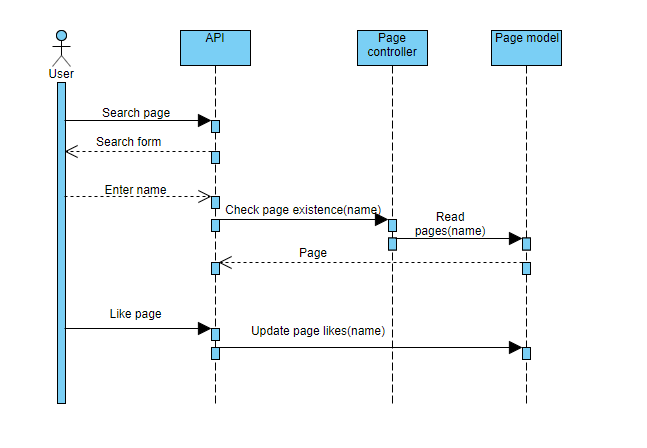 API
Page
controller
Page model
User
Search page
Search form
Enter name
Check page existence(name)
Read
pages(name)
Page
Like page
Update page likes(name)